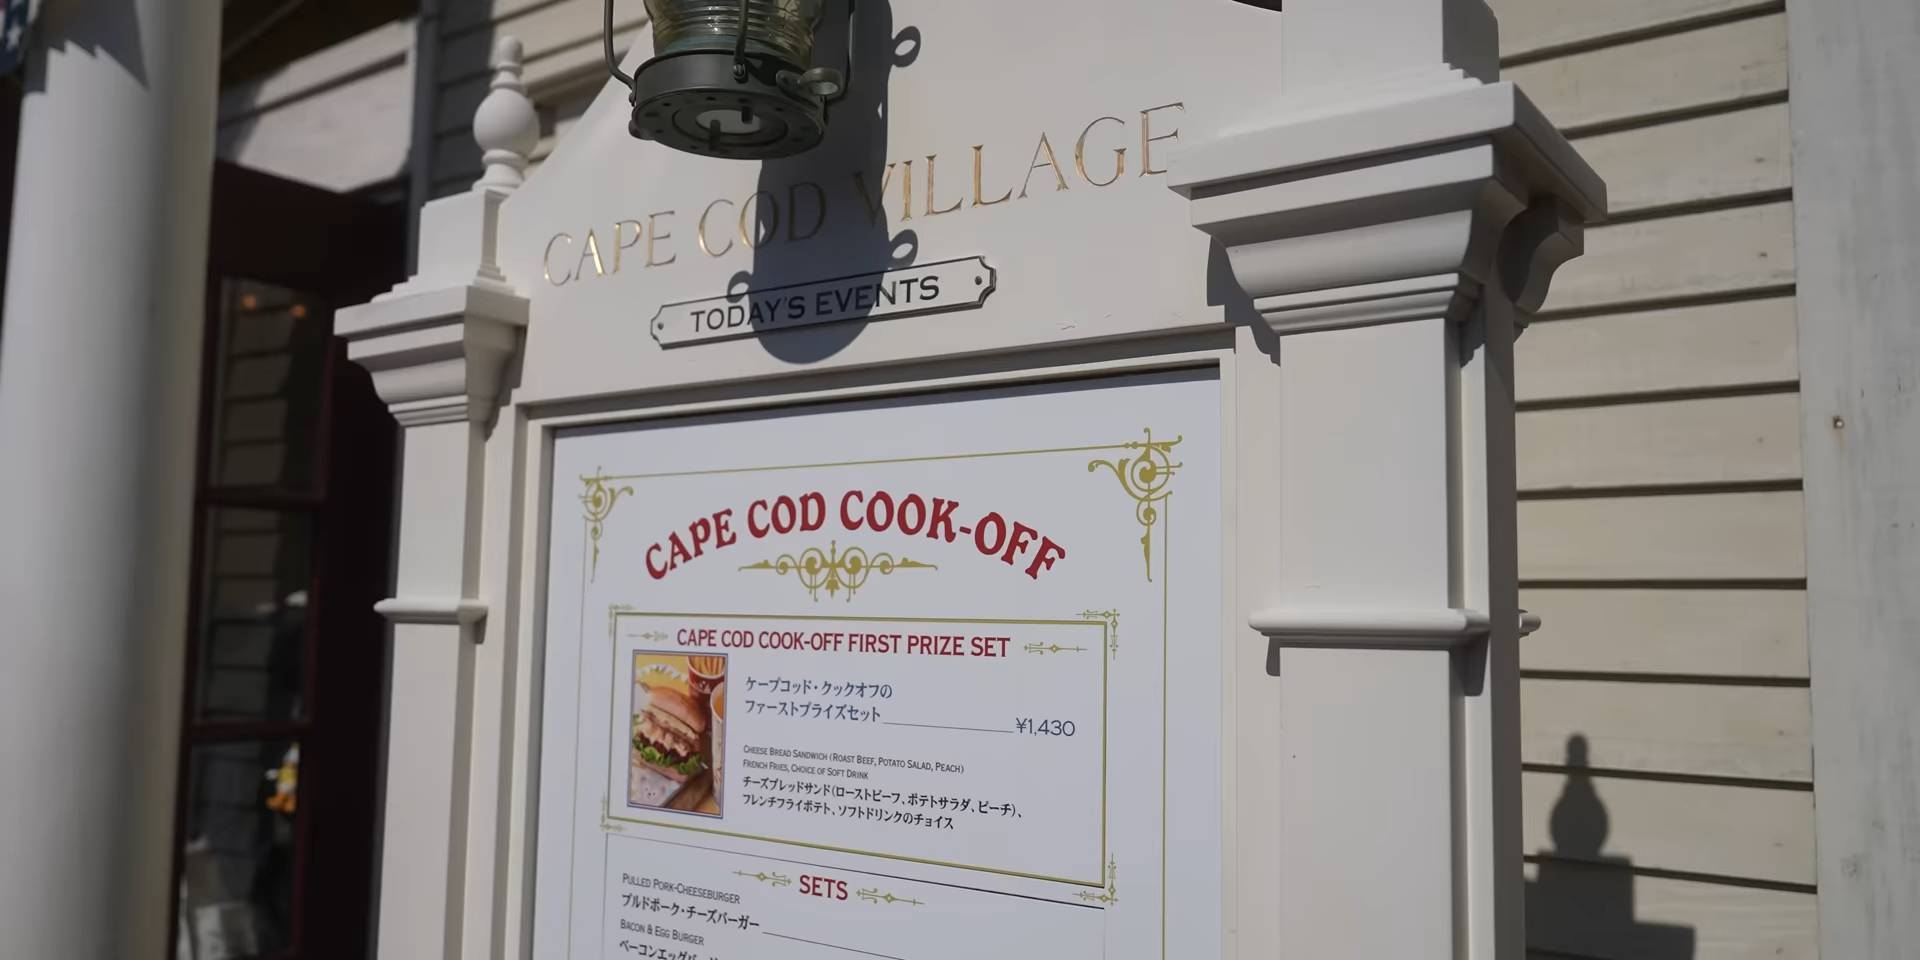 CAPE COD VILLAGE
TODAY'S EVENTS
CAPE COD COOK-OFF
CAPE COD COOK-OFF FIRST PRIZE SET
ケープコッド・クックオフの
ファーストプライズセット ¥1,430
CHEESE BREAD SANDWICH (ROAST BEEF, POTATO SALAD, PEACH)
FRENCH FRIES, CHOICE OF SOFT DRINK
チーズブレッドサンド(ローストビーフ、ポテトサラダ、ピーチ)、
フレンチフライポテト、ソフトドリンクのチョイス
SETS
PULLED PORK-CHEESEBURGER
プルドポーク・チーズバーガー
BACON & EGG BURGER